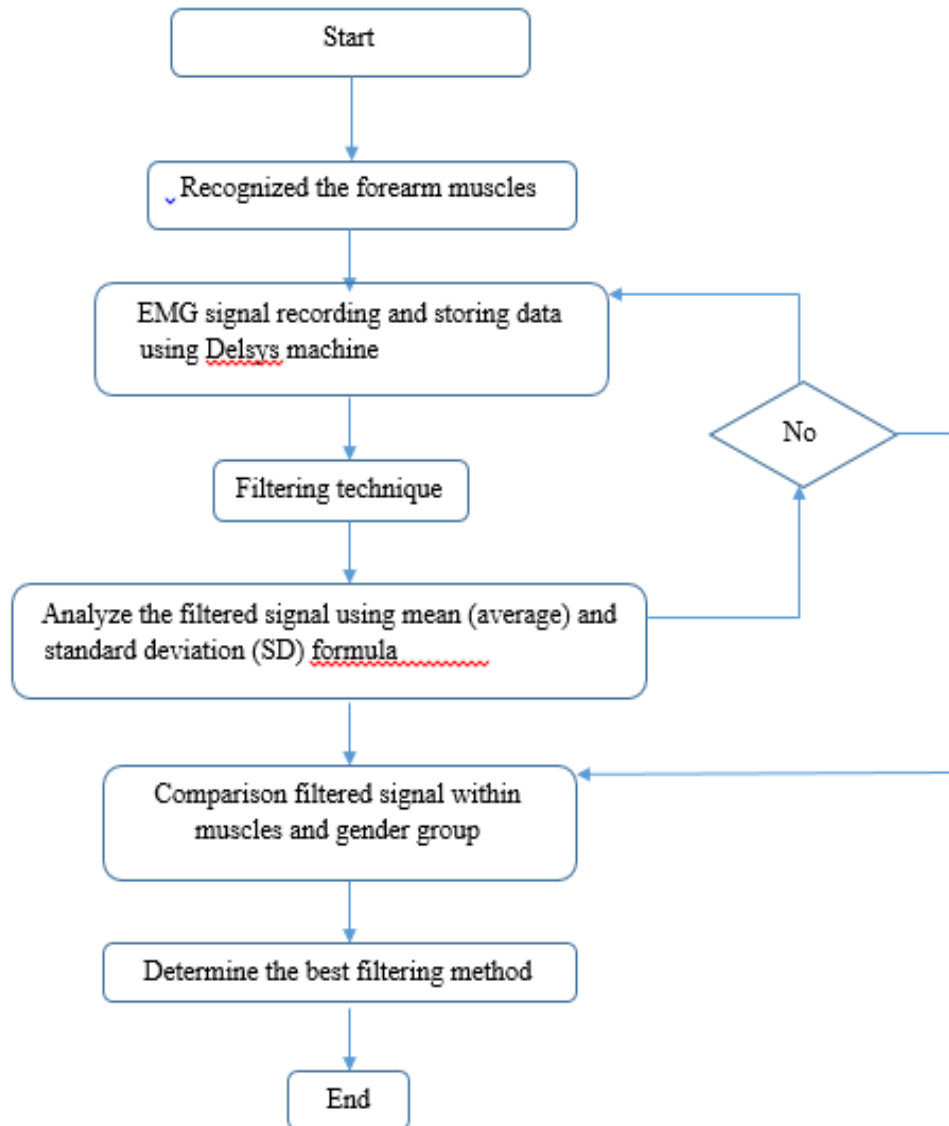 Start
Recognized the forearm muscles
EMG signal recording and storing data
using Delsys machine
No
Filtering technique
Analyze the filtered signal using mean (average) and
standard deviation (SD) formula
Comparison filtered signal within
muscles and gender group
Determine the best filtering method
End